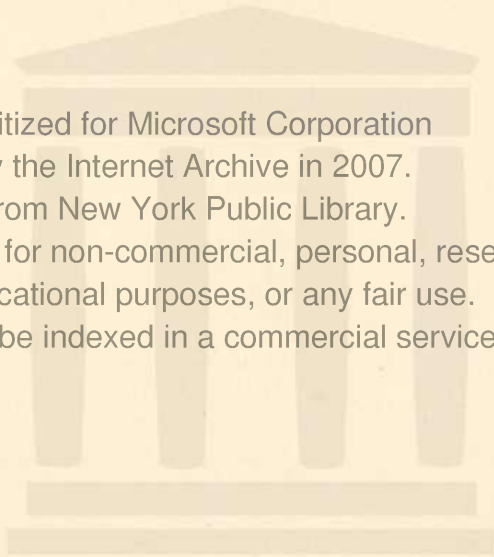 itized for Microsoft Corporation
y the Internet Archive in 2007.
rom New York Public Library.
for non-commercial, personal, rese
cational purposes, or any fair use.
be indexed in a commercial service